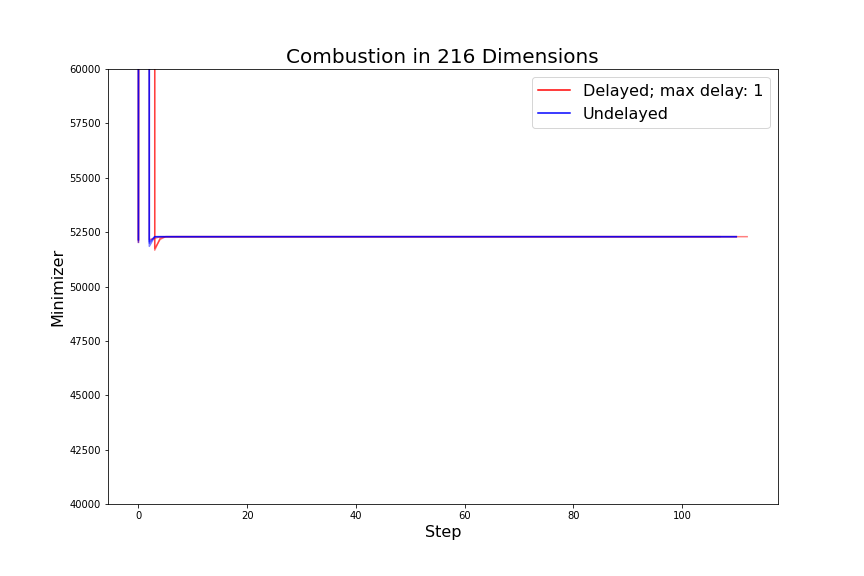 Combustion in 216 Dimensions
Delayed; max delay: 1
Undelayed
Minimizer
60000
57500
55000
52500
50000
47500
45000
42500
40000
0 20 40 60 80 100
Step